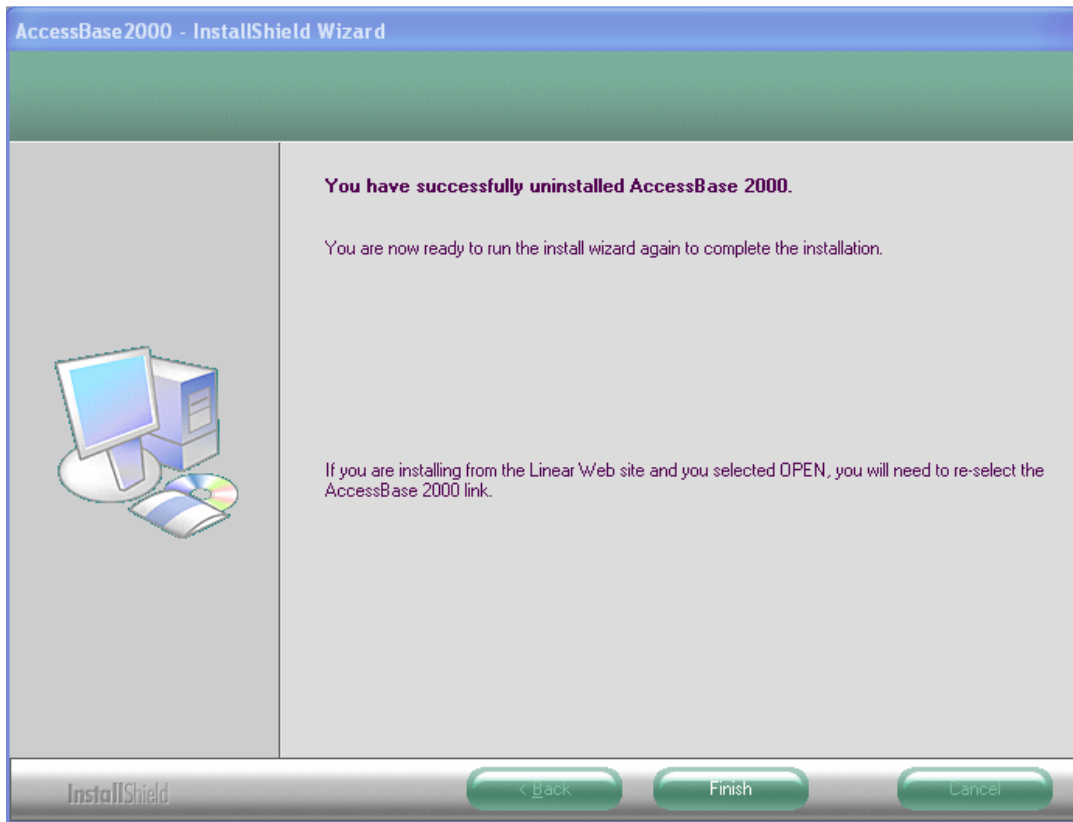 AccessBase2000 - InstallShield Wizard
You have successfully uninstalled AccessBase 2000.
You are now ready to run the install wizard again to complete the installation.
If you are installing from the Linear Web site and you selected OPEN, you will need to re-select the
AccessBase 2000 link.
InstallShield
< Back
Finish
Cancel